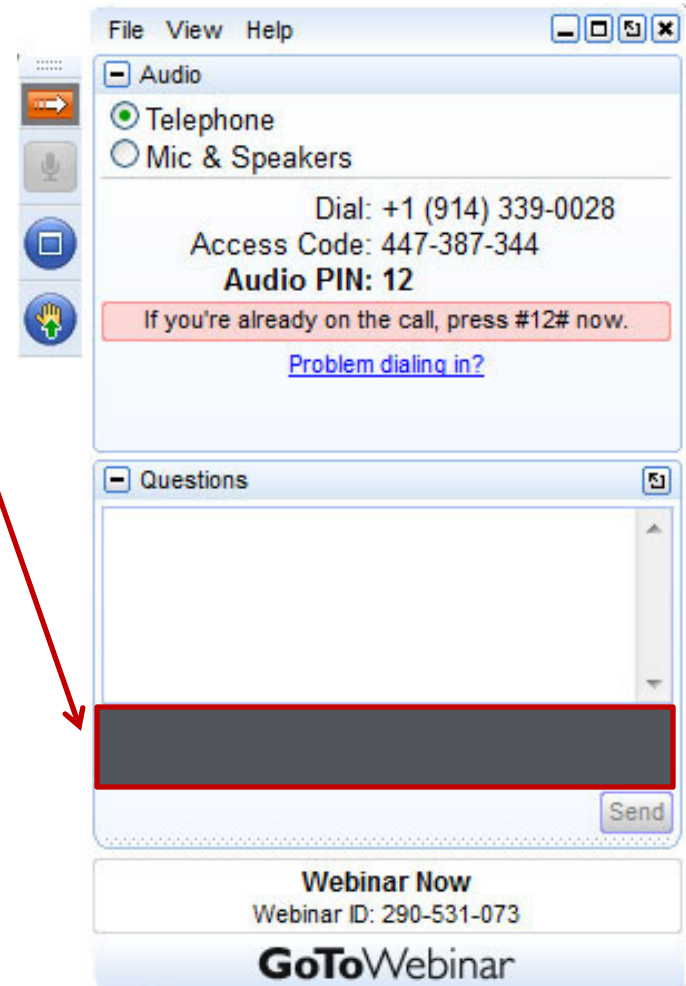 File View Help
Audio
Telephone
Mic & Speakers
Dial: +1 (914) 339-0028
Access Code: 447-387-344
Audio PIN: 12
If you're already on the call, press #12# now.
Problem dialing in?
Questions
Send
Webinar Now
Webinar ID: 290-531-073
GoToWebinar